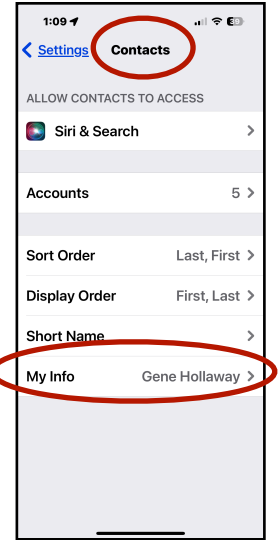 1:09
Settings Contacts
ALLOW CONTACTS TO ACCESS
Siri & Search
Accounts 5
Sort Order Last, First
Display Order First, Last
Short Name
My Info Gene Hollaway